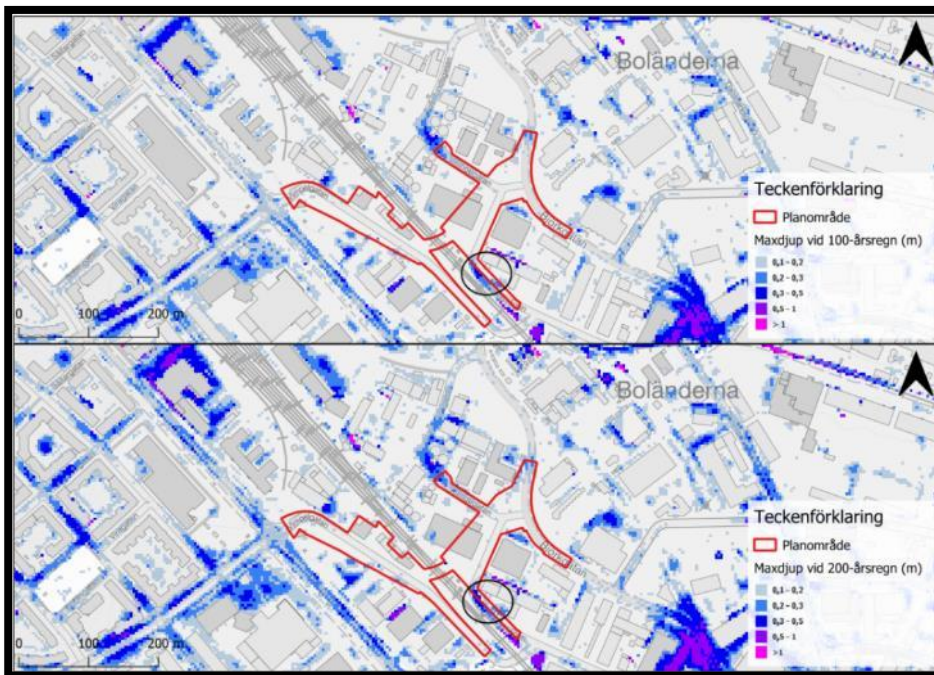 Boländerna
Teckenförklaring
Planområde
Maxdjup vid 100-årsregn (m)
0,1 - 0,2
0,2 - 0,3
0,3 - 0,5
0,5 - 1
> 1
0 100 200 m
Boländerna
Teckenförklaring
Planområde
Maxdjup vid 200-årsregn (m)
0,1 - 0,2
0,2 - 0,3
0,3 - 0,5
0,5 - 1
> 1
0 100 200 m